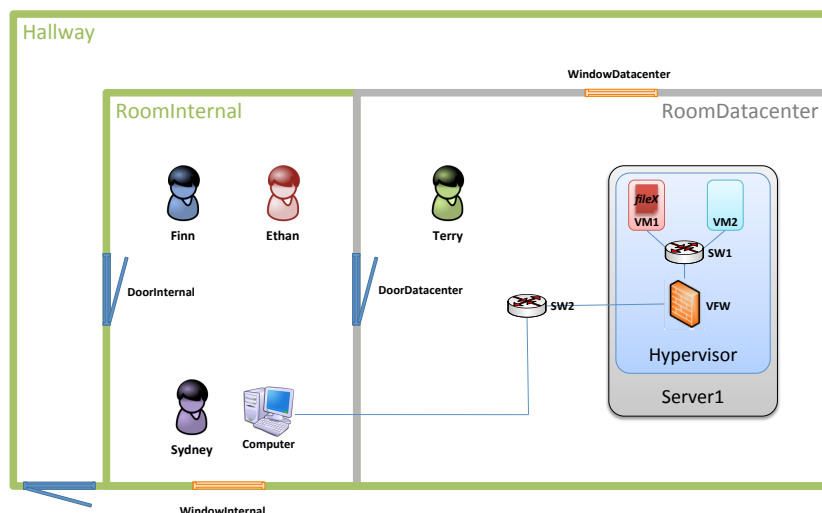 Hallway
WindowDatacenter
RoomInternal
RoomDatacenter
Finn
Ethan
Terry
fileX
VM1
VM2
SW1
DoorInternal
DoorDatacenter
SW2
VFW
Hypervisor
Server1
Sydney
Computer
WindowInternal